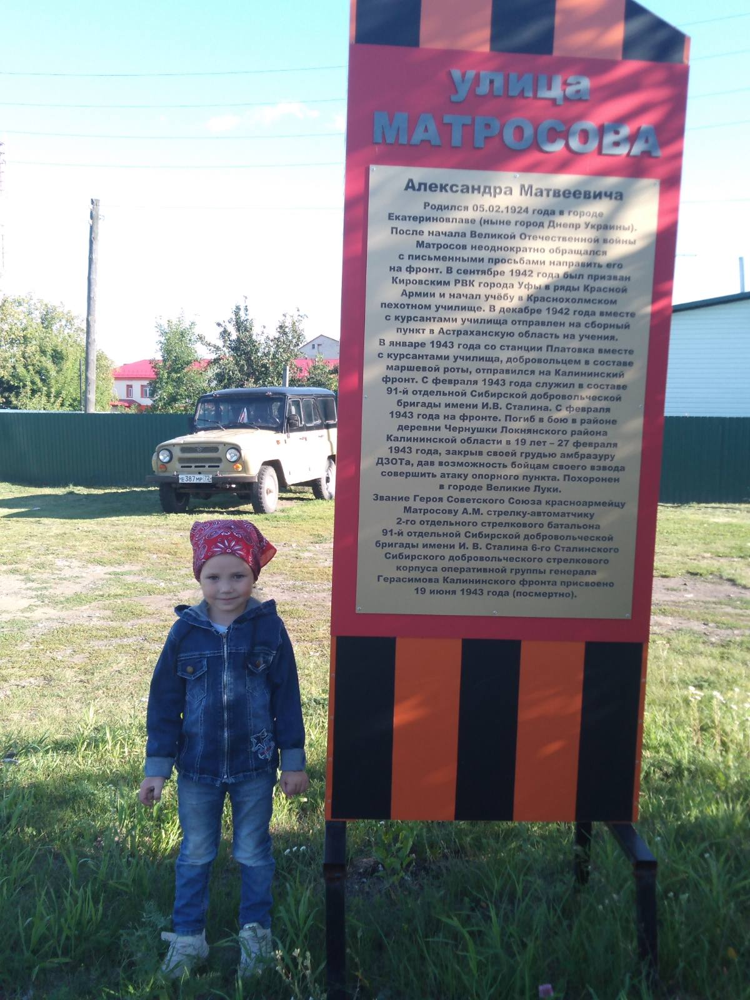 улица
МАТРОСОВА
Александра Матвеевича
Родился 05.02.1924 года в городе
Екатериновлаве (ныне город Днепр Украины).
После начала Великой Отечественной войны
Матросов неоднократно обращался
с письменными просьбами направить его
на фронт. В сентябре 1942 года был призван
Кировским РВК города Уфы в ряды Красной
Армии и начал учёбу в Краснохолмском
пехотном училище. В декабре 1942 года вместе
с курсантами училища отправлен на сборный
пункт в Астраханскую область на учения.
В январе 1943 года со станции Платовка вместе
с курсантами училища, добровольцем в составе
маршевой роты, отправился на Калининский
фронт. С февраля 1943 года служил в составе
91-й отдельной Сибирской добровольческой
бригады имени И.В. Сталина. С февраля
1943 года на фронте. Погиб в бою в районе
деревни Чернушки Локнянского района
Калининской области в 19 лет – 27 февраля
1943 года, закрыв своей грудью амбразуру
ДЗОТа, дав возможность бойцам своего взвода
совершить атаку опорного пункта. Похоронен
в городе Великие Луки.
Звание Героя Советского Союза красноармейцу
Матросову А.М. стрелку-автоматчику
2-го отдельного стрелкового батальона
91-й отдельной Сибирской добровольческой
бригады имени И. В. Сталина 6-го Сталинского
Сибирского добровольческого стрелкового
корпуса оперативной группы генерала
Герасимова Калининского фронта присвоено
19 июня 1943 года (посмертно).
Е387МР 72